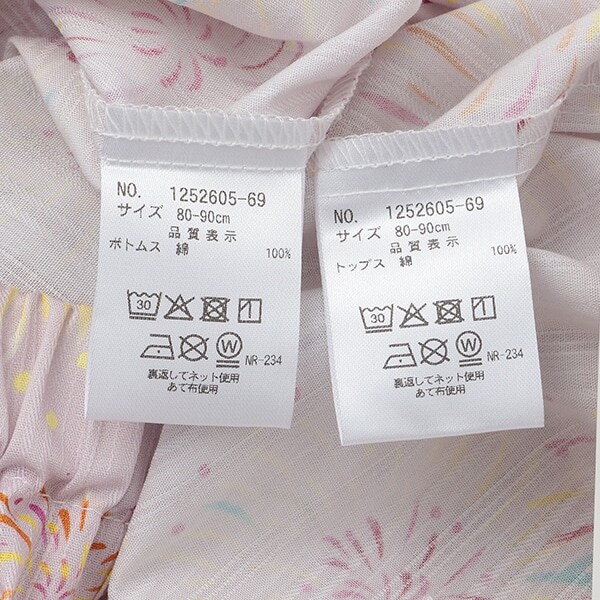 NO. 1252605-69
サイズ 80-90cm
品質表示
ボトムス 綿 100%
30
W
NR-234
裏返してネット使用
あて布使用
NO. 1252605-69
サイズ 80-90cm
品質表示
トップス 綿 100%
30
W
NR-234
裏返してネット使用
あて布使用